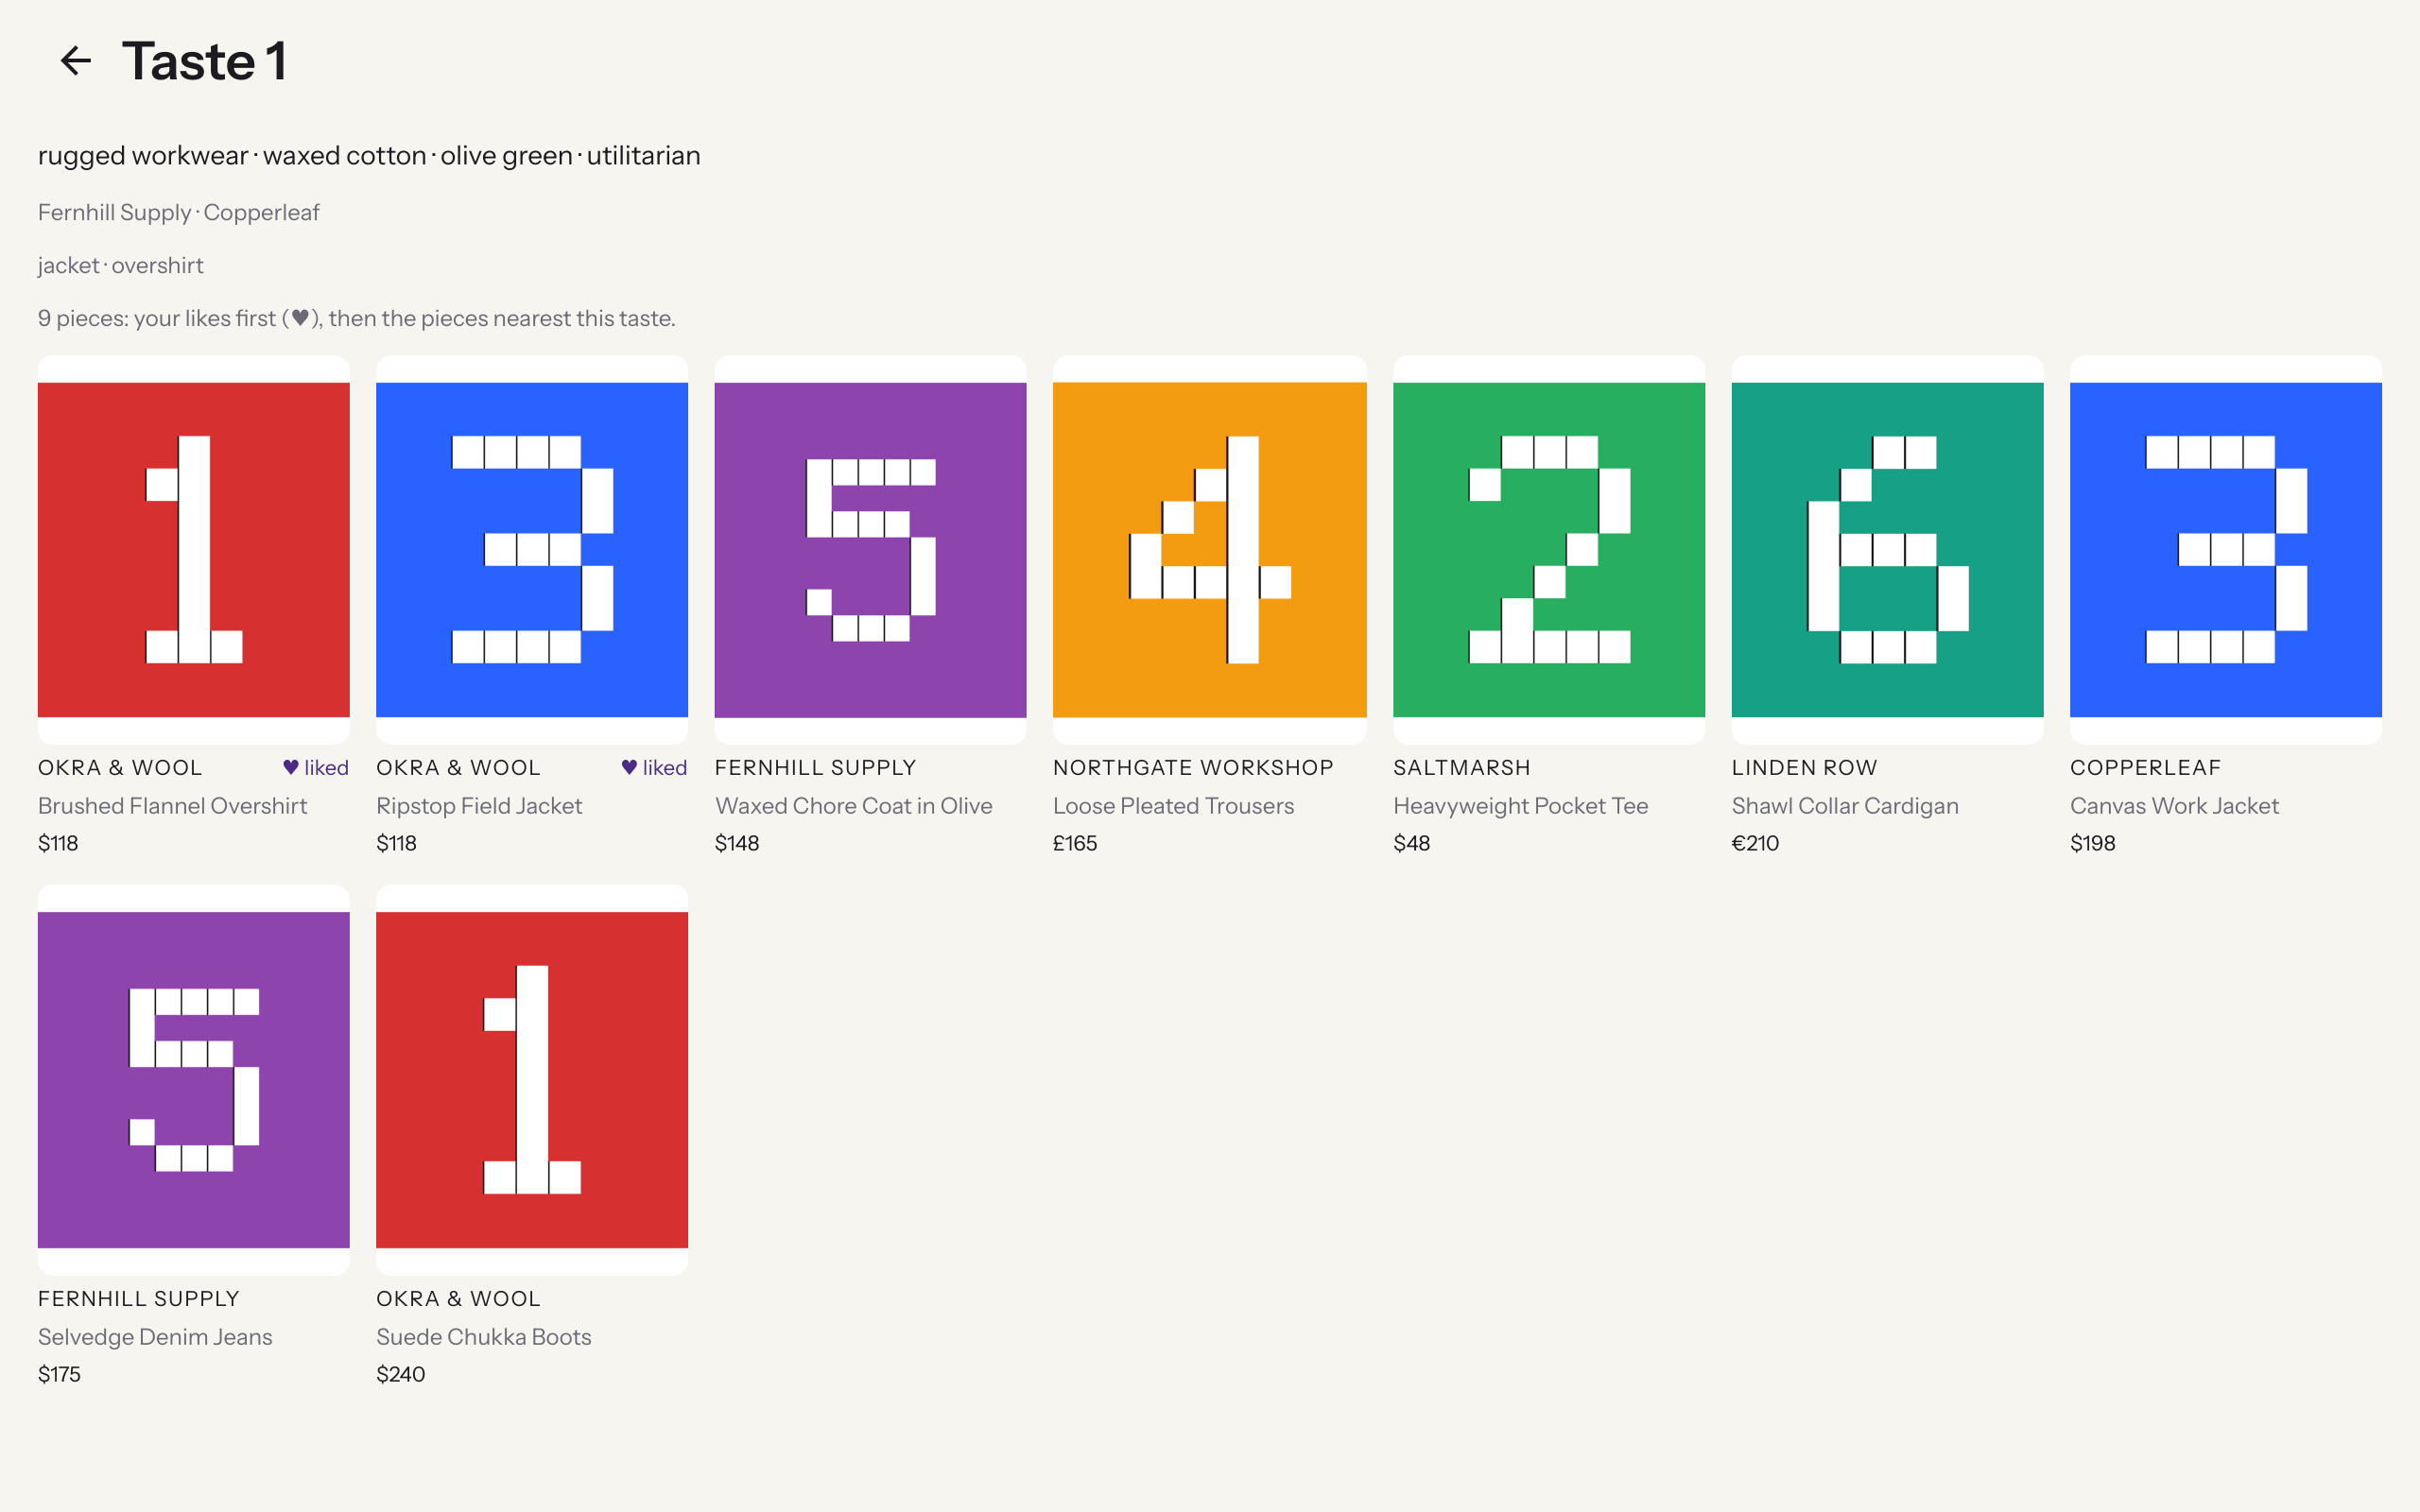 Taste 1
rugged workwear · waxed cotton · olive green · utilitarian
Fernhill Supply · Copperleaf
jacket · overshirt
9 pieces: your likes first (♥), then the pieces nearest this taste.
1
3
5
4
2
6
3
OKRA & WOOL ♥ liked
Brushed Flannel Overshirt
$118
OKRA & WOOL ♥ liked
Ripstop Field Jacket
$118
FERNHILL SUPPLY
Waxed Chore Coat in Olive
$148
NORTHGATE WORKSHOP
Loose Pleated Trousers
£165
SALTMARSH
Heavyweight Pocket Tee
$48
LINDEN ROW
Shawl Collar Cardigan
€210
COPPERLEAF
Canvas Work Jacket
$198
5
1
FERNHILL SUPPLY
Selvedge Denim Jeans
$175
OKRA & WOOL
Suede Chukka Boots
$240